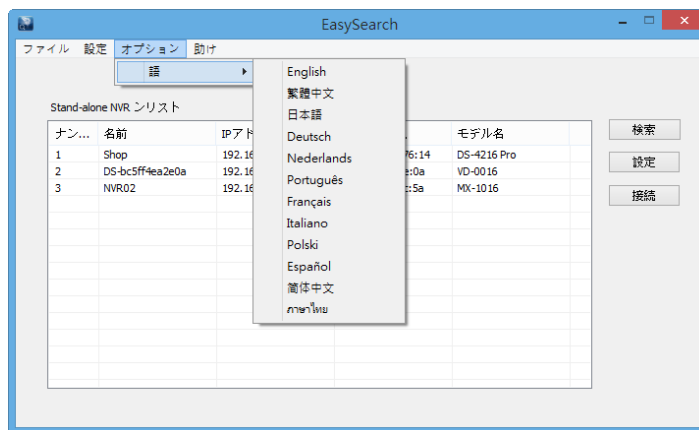 EasySearch
ファイル 設定 オプション 助け
語
English
繁體中文
日本語
Deutsch
Nederlands
Português
Français
Italiano
Polski
Español
简体中文
ภาษาไทย
Stand-alone NVR ンリスト
ナン... 名前 IPアド モデル名
1 Shop 192.16 76:14 DS-4216 Pro
2 DS-bc5ff4ea2e0a 192.16 e:0a VD-0016
3 NVR02 192.16 c:5a MX-1016
検索
設定
接続